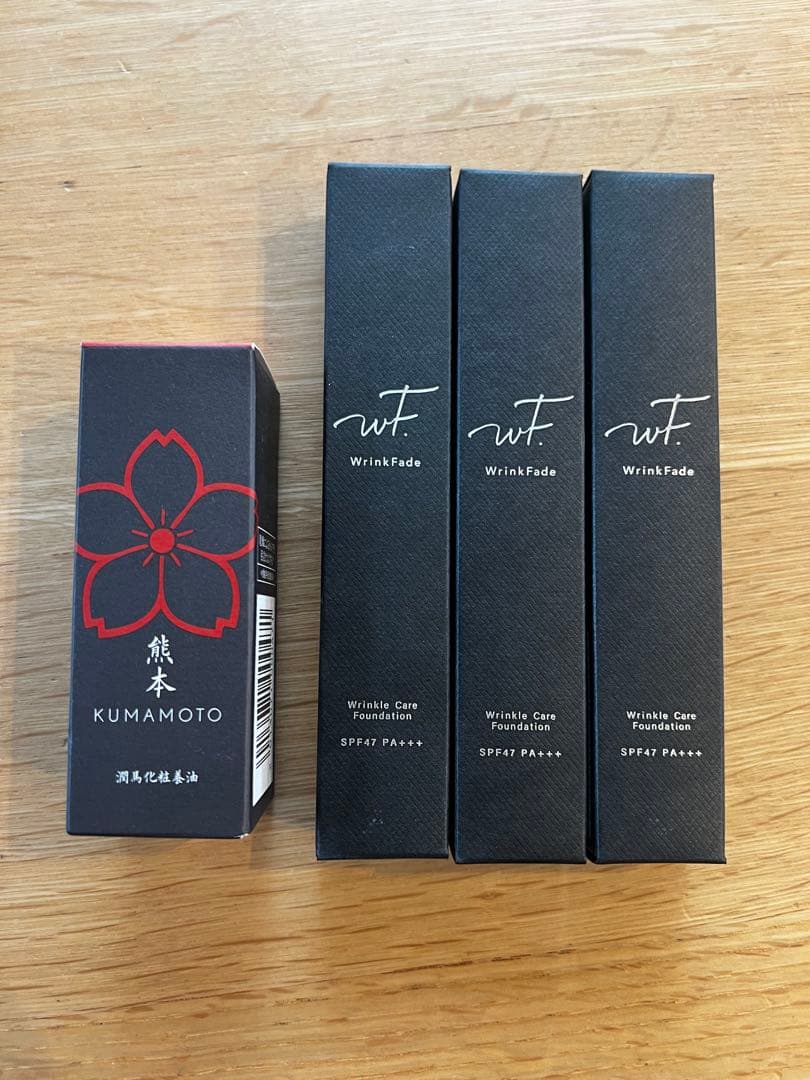 熊
本
KUMAMOTO
潤馬化粧養油
WF.
WrinkFade
Wrinkle Care
Foundation
SPF47 PA+++
WF.
WrinkFade
Wrinkle Care
Foundation
SPF47 PA+++
WF.
WrinkFade
Wrinkle Care
Foundation
SPF47 PA+++